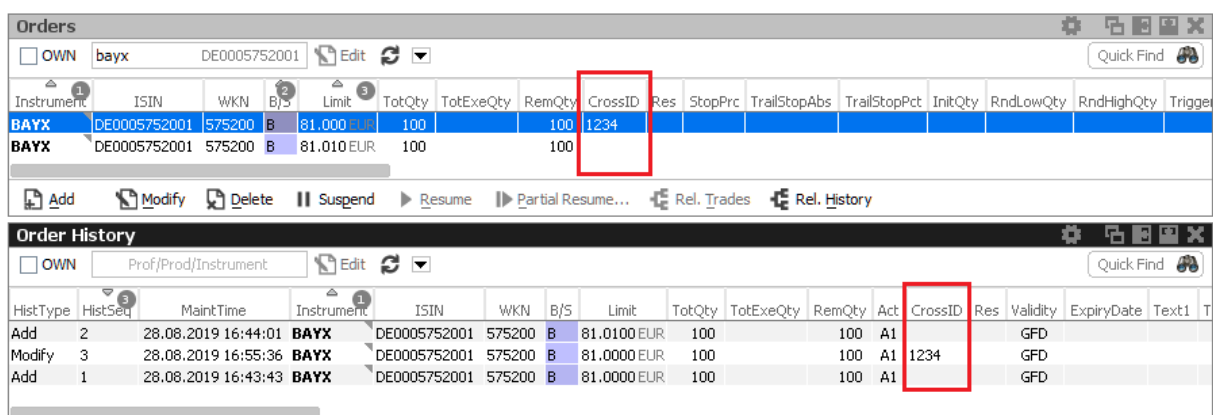 Orders
OWN bayx DE0005752001 Edit Quick Find
Instrument 1 ISIN WKN B/S 2 Limit 3 TotQty TotExeQty RemQty CrossID Res StopPrc TrailStopAbs TrailStopPct InitQty RndLowQty RndHighQty Trigger
BAYX DE0005752001 575200 B 81.000 EUR 100 100 1234
BAYX DE0005752001 575200 B 81.010 EUR 100 100
Add Modify Delete Suspend Resume Partial Resume... Rel. Trades Rel. History
Order History
OWN Prof/Prod/Instrument Edit Quick Find
HistType HistSeq 3 MaintTime Instrument 1 ISIN WKN B/S Limit TotQty TotExeQty RemQty Act CrossID Res Validity ExpiryDate Text1 T
Add 2 28.08.2019 16:44:01 BAYX DE0005752001 575200 B 81.0100 EUR 100 100 A1 GFD
Modify 3 28.08.2019 16:55:36 BAYX DE0005752001 575200 B 81.0000 EUR 100 100 A1 1234 GFD
Add 1 28.08.2019 16:43:43 BAYX DE0005752001 575200 B 81.0000 EUR 100 100 A1 GFD